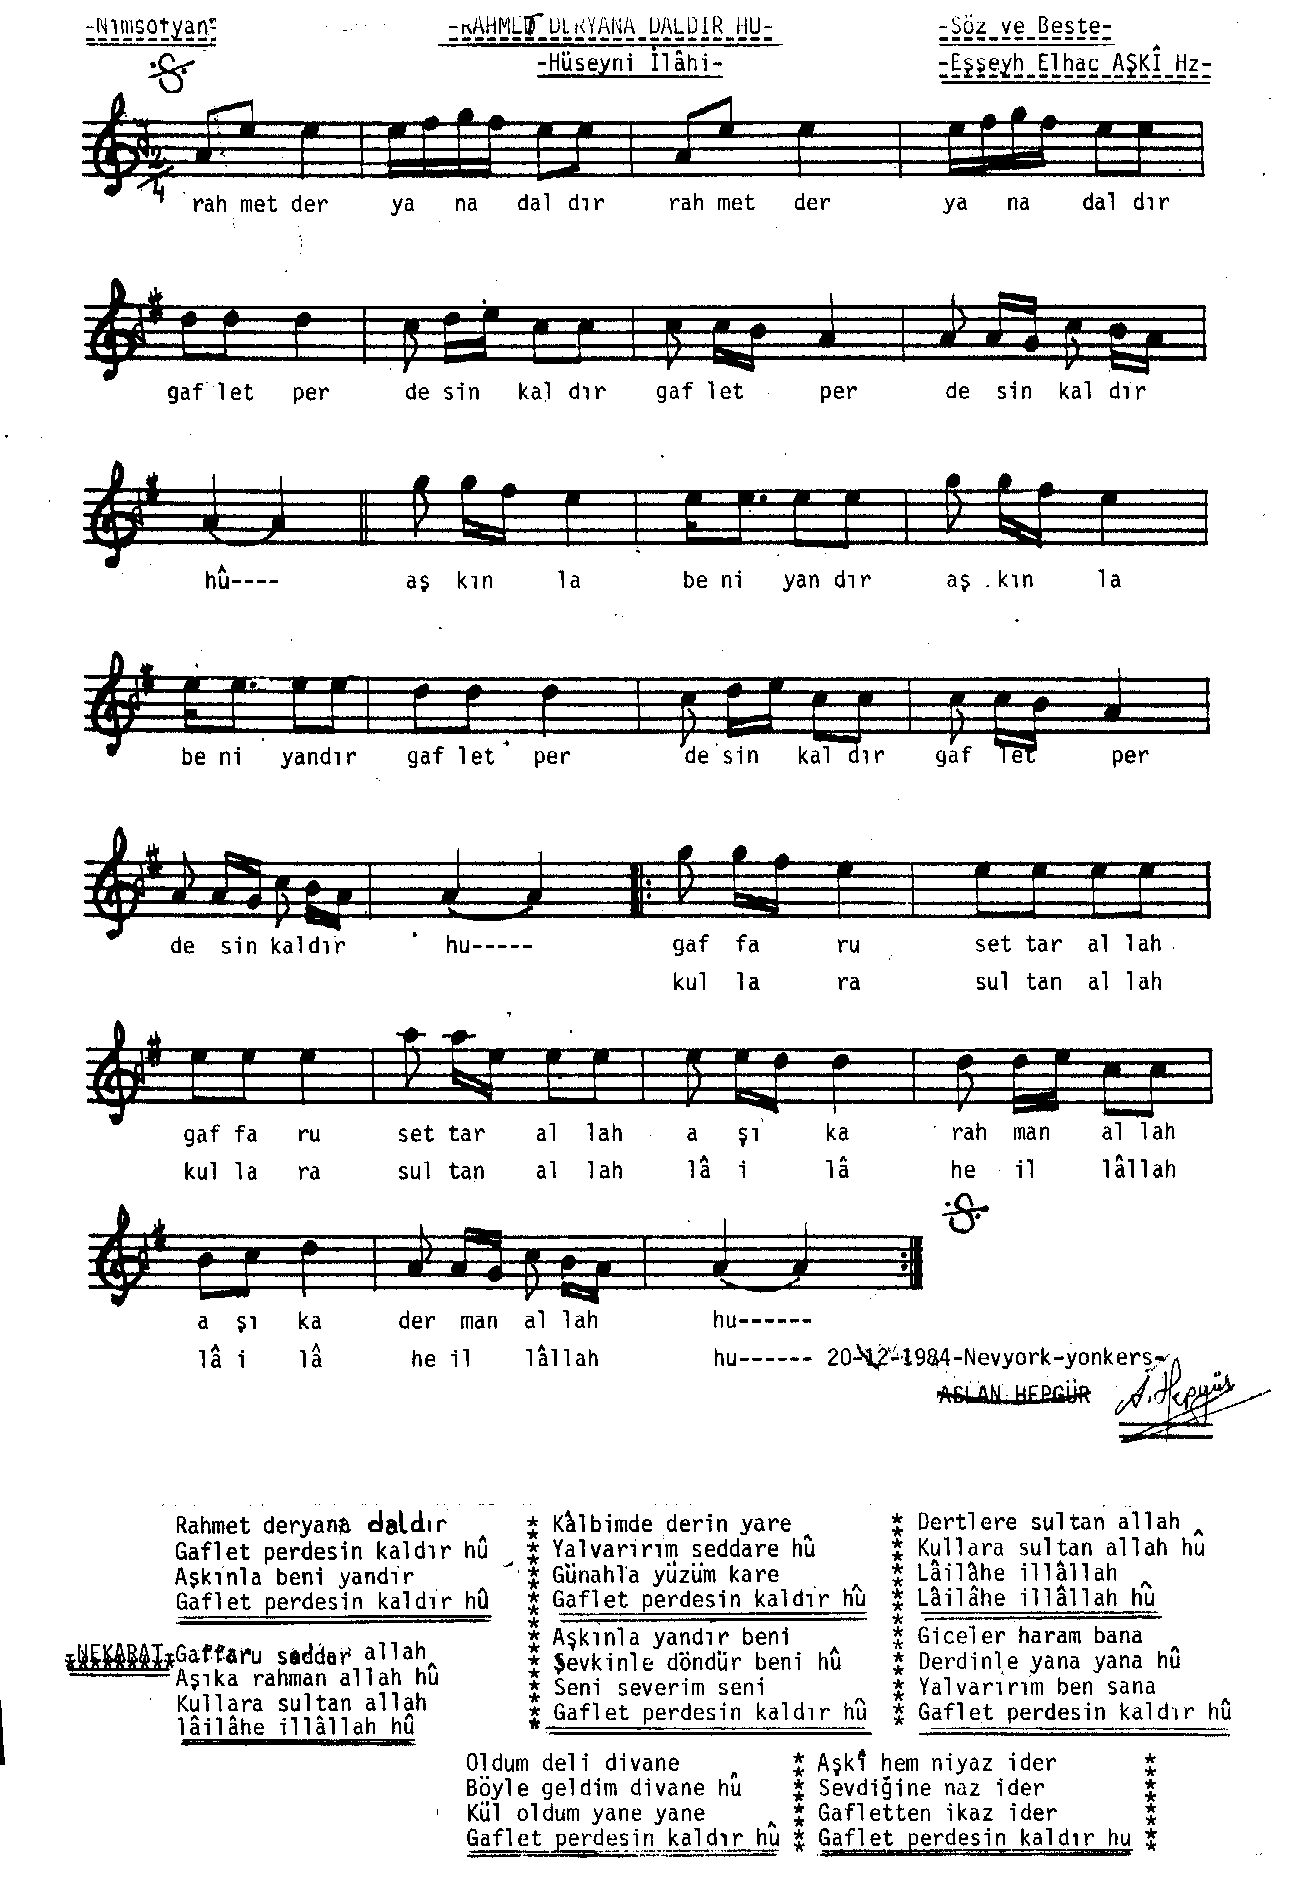 -Nimsofyan-
-RAHMET DERYANA DALDIR HU-
-Söz ve Beste-
-Hüseyni İlâhi-
-Eşşeyh Elhac AŞKÎ Hz-
2/4
rah met der ya na dal dır rah met der ya na dal dır
gaf let per de sin kal dır gaf let per de sin kal dır
hû---- aş kın la be ni yan dır aş kın la
be ni yandır gaf let per de sin kal dır gaf let per
de sin kaldır hu----- gaf fa ru set tar al lah
kul la ra sul tan al lah
gaf fa ru set tar al lah a şı ka rah man al lah
kul la ra sul tan al lah lâ i lâ he il lâllah
a şı ka der man al lah hu------
lâ i lâ he il lâllah hu------ 20-12-1984-Nevyork-yonkers-
ASLAN HEPGÜR A.Hepgür
Rahmet deryana daldır
Gaflet perdesin kaldır hû
Aşkınla beni yandır
Gaflet perdesin kaldır hû
-NEKARAT-
Gaffaru seddar allah
Aşıka rahman allah hû
Kullara sultan allah
lâilâhe illâllah hû
* Kâlbimde derin yare
* Yalvarırım seddare hû
* Günahla yüzüm kare
* Gaflet perdesin kaldır hû
* Aşkınla yandır beni
* Şevkinle döndür beni hû
* Seni severim seni
* Gaflet perdesin kaldır hû
* Dertlere sultan allah
* Kullara sultan allah hû
* Lâilâhe illâllah
* Lâilâhe illâllah hû
* Giceler haram bana
* Derdinle yana yana hû
* Yalvarırım ben sana
* Gaflet perdesin kaldır hû
Oldum deli divane
Böyle geldim divane hû
Kül oldum yane yane
Gaflet perdesin kaldır hû
* Aşkî hem niyaz ider *
* Sevdiğine naz ider *
* Gafletten ikaz ider *
* Gaflet perdesin kaldır hu *